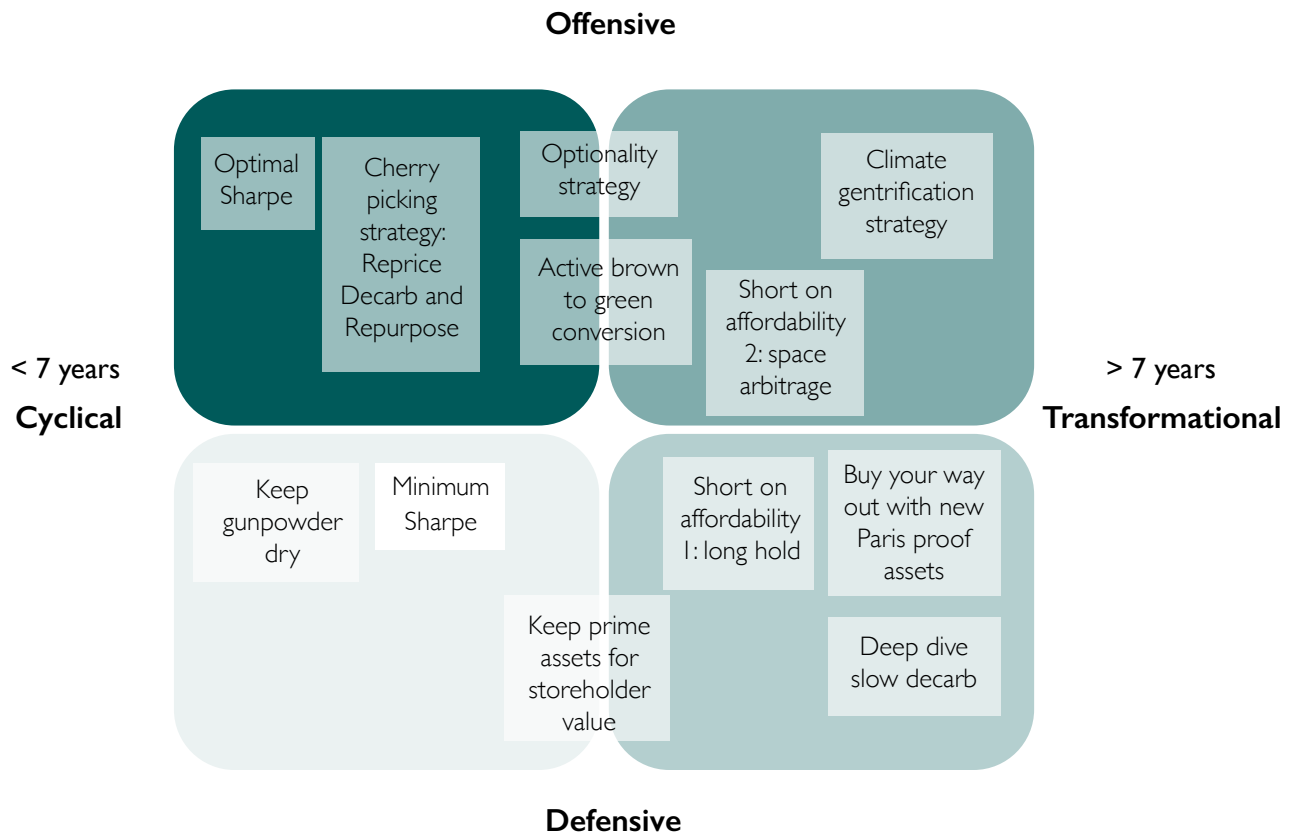 Offensive
Optimal
Sharpe
Cherry
picking
strategy:
Reprice
Decarb and
Repurpose
Optionality
strategy
Active brown
to green
conversion
Climate
gentrification
strategy
Short on
affordability
2: space
arbitrage
< 7 years
Cyclical
> 7 years
Transformational
Keep
gunpowder
dry
Minimum
Sharpe
Keep prime
assets for
storeholder
value
Short on
affordability
1: long hold
Buy your way
out with new
Paris proof
assets
Deep dive
slow decarb
Defensive